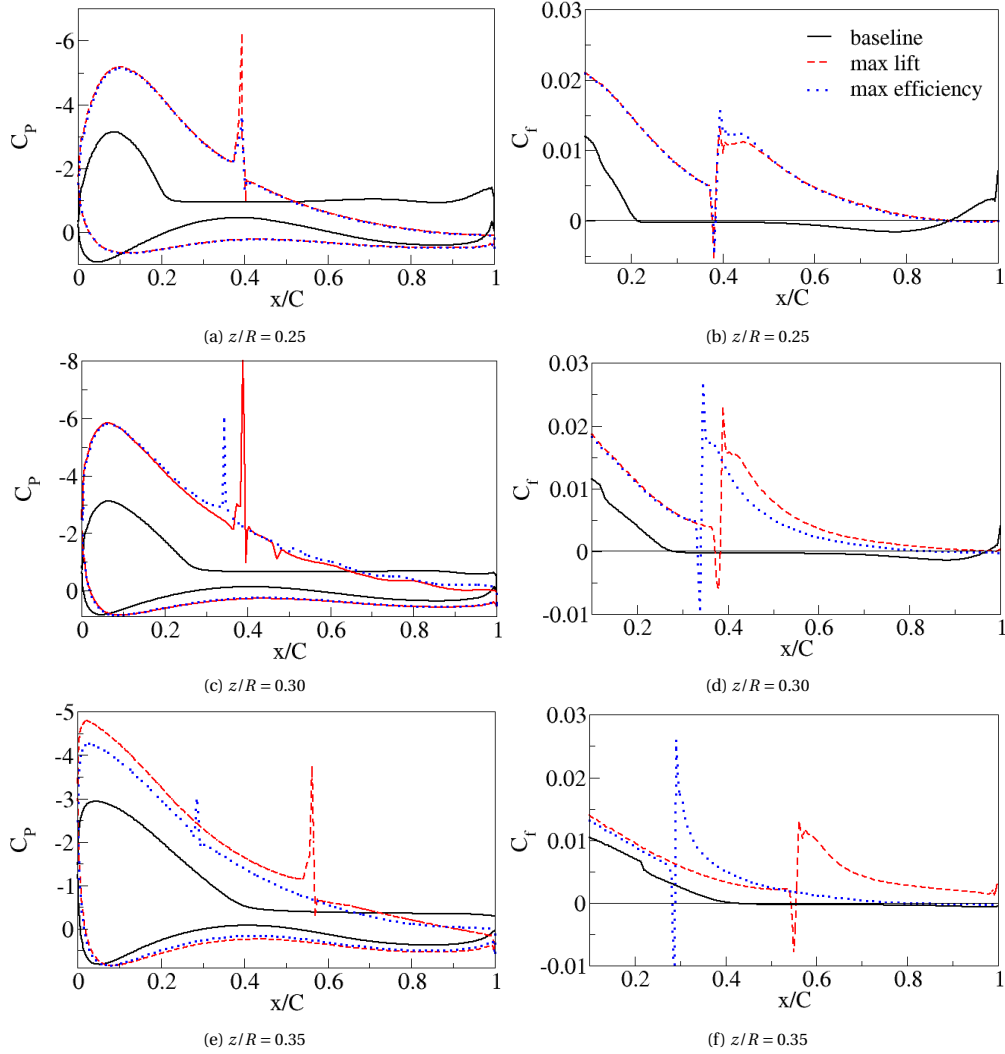 -6
-4
-2
0
C_P
0 0.2 0.4 0.6 0.8 1
x/C
(a) z/R = 0.25
0.03
0.02
0.01
0
-0.01
C_f
baseline
max lift
max efficiency
0.2 0.4 0.6 0.8 1
x/C
(b) z/R = 0.25
-8
-6
-4
-2
0
C_P
0 0.2 0.4 0.6 0.8 1
x/C
(c) z/R = 0.30
0.03
0.02
0.01
0
-0.01
C_f
0.2 0.4 0.6 0.8 1
x/C
(d) z/R = 0.30
-5
-4
-3
-2
-1
0
C_P
0 0.2 0.4 0.6 0.8 1
x/C
(e) z/R = 0.35
0.03
0.02
0.01
0
-0.01
C_f
0.2 0.4 0.6 0.8 1
x/C
(f) z/R = 0.35